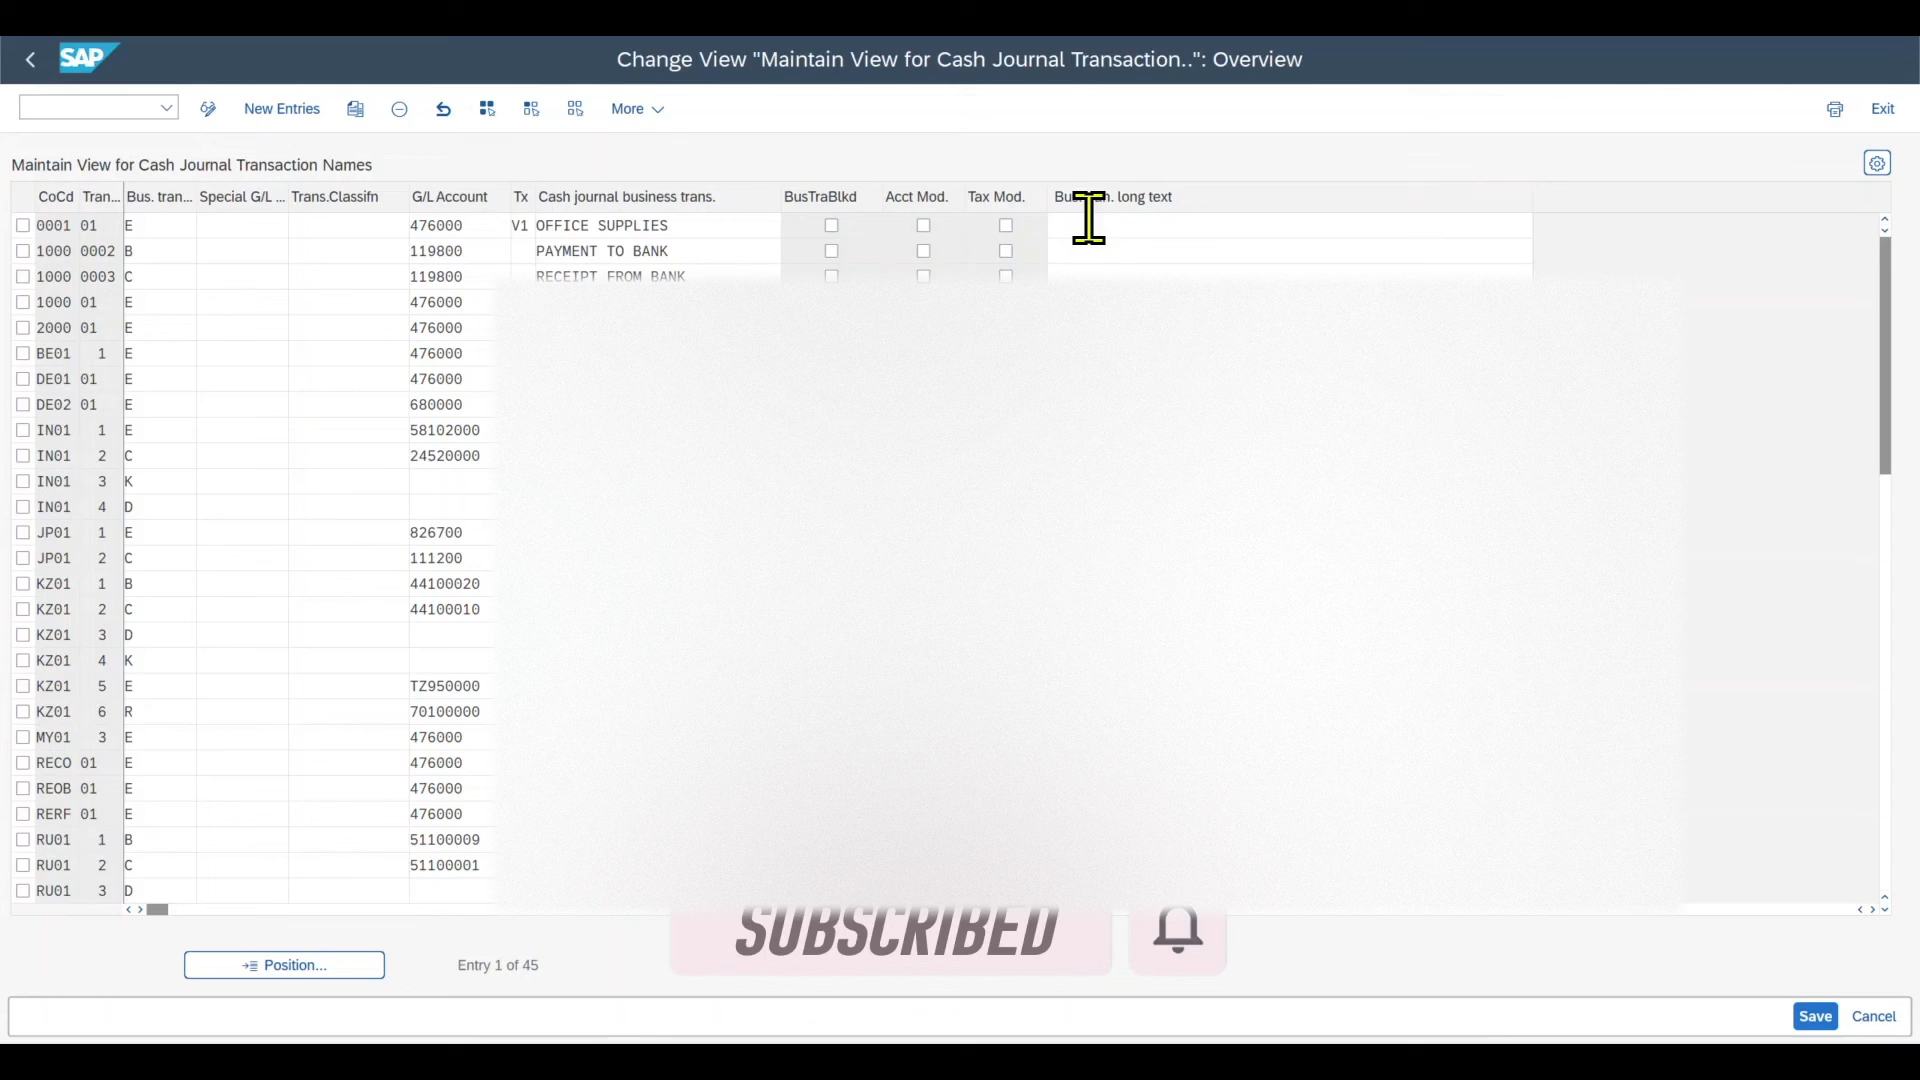 SAP
Change View "Maintain View for Cash Journal Transaction..": Overview
New Entries More Exit
Maintain View for Cash Journal Transaction Names
CoCd Tran... Bus. tran... Special G/L ... Trans.Classifn G/L Account Tx Cash journal business trans. BusTraBlkd Acct Mod. Tax Mod. long text
0001 01 E 476000 V1 OFFICE SUPPLIES
1000 0002 B 119800 PAYMENT TO BANK
1000 0003 C 119800 RECEIPT FROM BANK
1000 01 E 476000
2000 01 E 476000
BE01 1 E 476000
DE01 01 E 476000
DE02 01 E 680000
IN01 1 E 58102000
IN01 2 C 24520000
IN01 3 K
IN01 4 D
JP01 1 E 826700
JP01 2 C 111200
KZ01 1 B 44100020
KZ01 2 C 44100010
KZ01 3 D
KZ01 4 K
KZ01 5 E TZ950000
KZ01 6 R 70100000
MY01 3 E 476000
RECO 01 E 476000
REOB 01 E 476000
RERF 01 E 476000
RU01 1 B 51100009
RU01 2 C 51100001
RU01 3 D
SUBSCRIBED
Position... Entry 1 of 45
Save Cancel